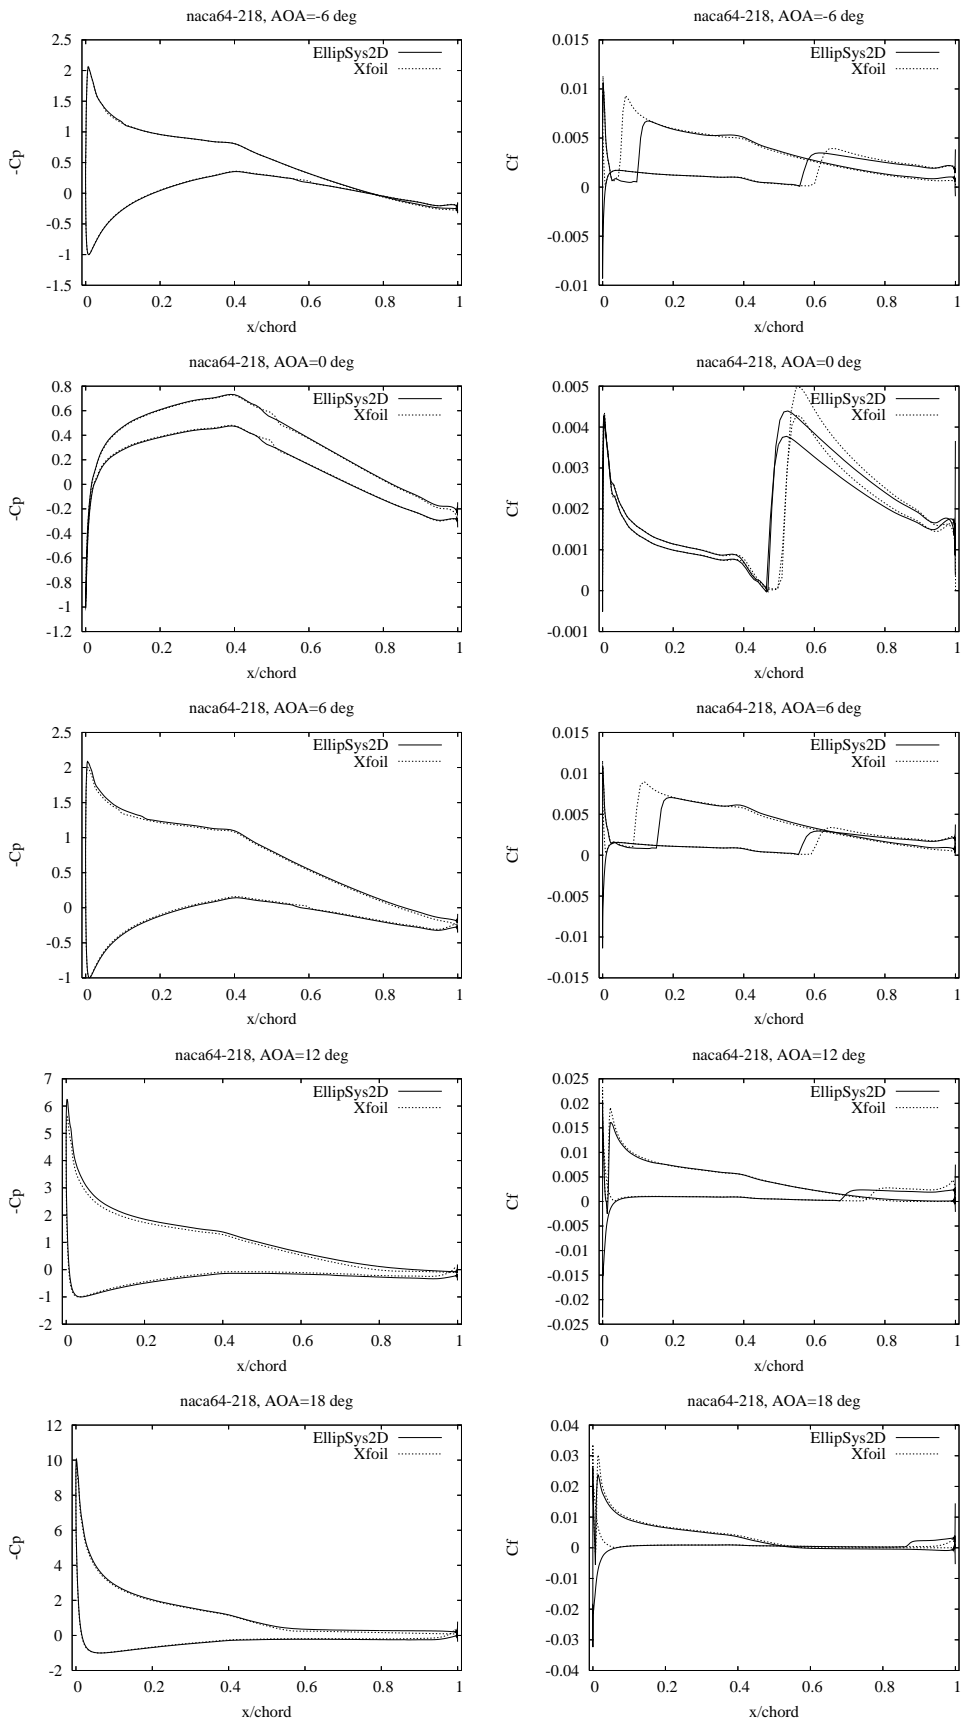 naca64-218, AOA=-6 deg
EllipSys2D
Xfoil
-Cp
2.5
2
1.5
1
0.5
0
-0.5
-1
-1.5
0 0.2 0.4 0.6 0.8 1
x/chord
naca64-218, AOA=-6 deg
EllipSys2D
Xfoil
Cf
0.015
0.01
0.005
0
-0.005
-0.01
0 0.2 0.4 0.6 0.8 1
x/chord
naca64-218, AOA=0 deg
EllipSys2D
Xfoil
-Cp
0.8
0.6
0.4
0.2
0
-0.2
-0.4
-0.6
-0.8
-1
-1.2
0 0.2 0.4 0.6 0.8 1
x/chord
naca64-218, AOA=0 deg
EllipSys2D
Xfoil
Cf
0.005
0.004
0.003
0.002
0.001
0
-0.001
0 0.2 0.4 0.6 0.8 1
x/chord
naca64-218, AOA=6 deg
EllipSys2D
Xfoil
-Cp
2.5
2
1.5
1
0.5
0
-0.5
-1
0 0.2 0.4 0.6 0.8 1
x/chord
naca64-218, AOA=6 deg
EllipSys2D
Xfoil
Cf
0.015
0.01
0.005
0
-0.005
-0.01
-0.015
0 0.2 0.4 0.6 0.8 1
x/chord
naca64-218, AOA=12 deg
EllipSys2D
Xfoil
-Cp
7
6
5
4
3
2
1
0
-1
-2
0 0.2 0.4 0.6 0.8 1
x/chord
naca64-218, AOA=12 deg
EllipSys2D
Xfoil
Cf
0.025
0.02
0.015
0.01
0.005
0
-0.005
-0.01
-0.015
-0.02
-0.025
0 0.2 0.4 0.6 0.8 1
x/chord
naca64-218, AOA=18 deg
EllipSys2D
Xfoil
-Cp
12
10
8
6
4
2
0
-2
0 0.2 0.4 0.6 0.8 1
x/chord
naca64-218, AOA=18 deg
EllipSys2D
Xfoil
Cf
0.04
0.03
0.02
0.01
0
-0.01
-0.02
-0.03
-0.04
0 0.2 0.4 0.6 0.8 1
x/chord